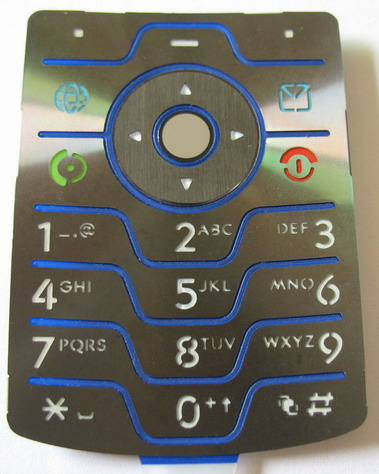 1 -.@ 2 ABC DEF 3
4 GHI 5 JKL MNO 6
7 PQRS 8 TUV WXYZ 9
* ⎵ 0 +↑ #